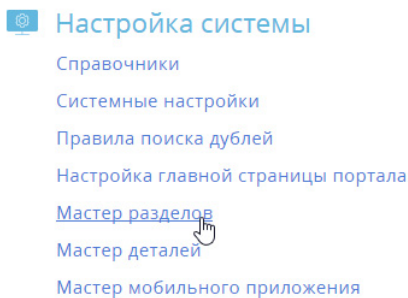 Настройка системы
Справочники
Системные настройки
Правила поиска дублей
Настройка главной страницы портала
Мастер разделов
Мастер деталей
Мастер мобильного приложения